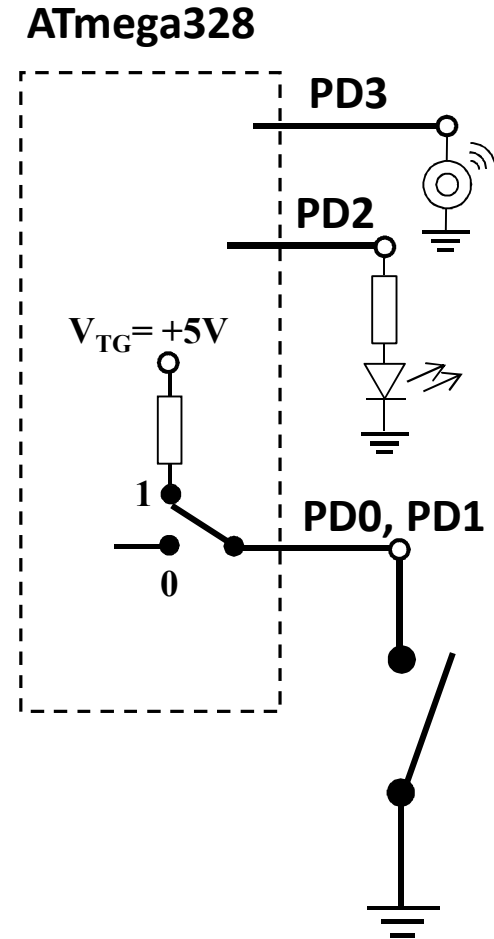 ATmega328
PD3
PD2
VTG= +5V
1
PD0, PD1
0